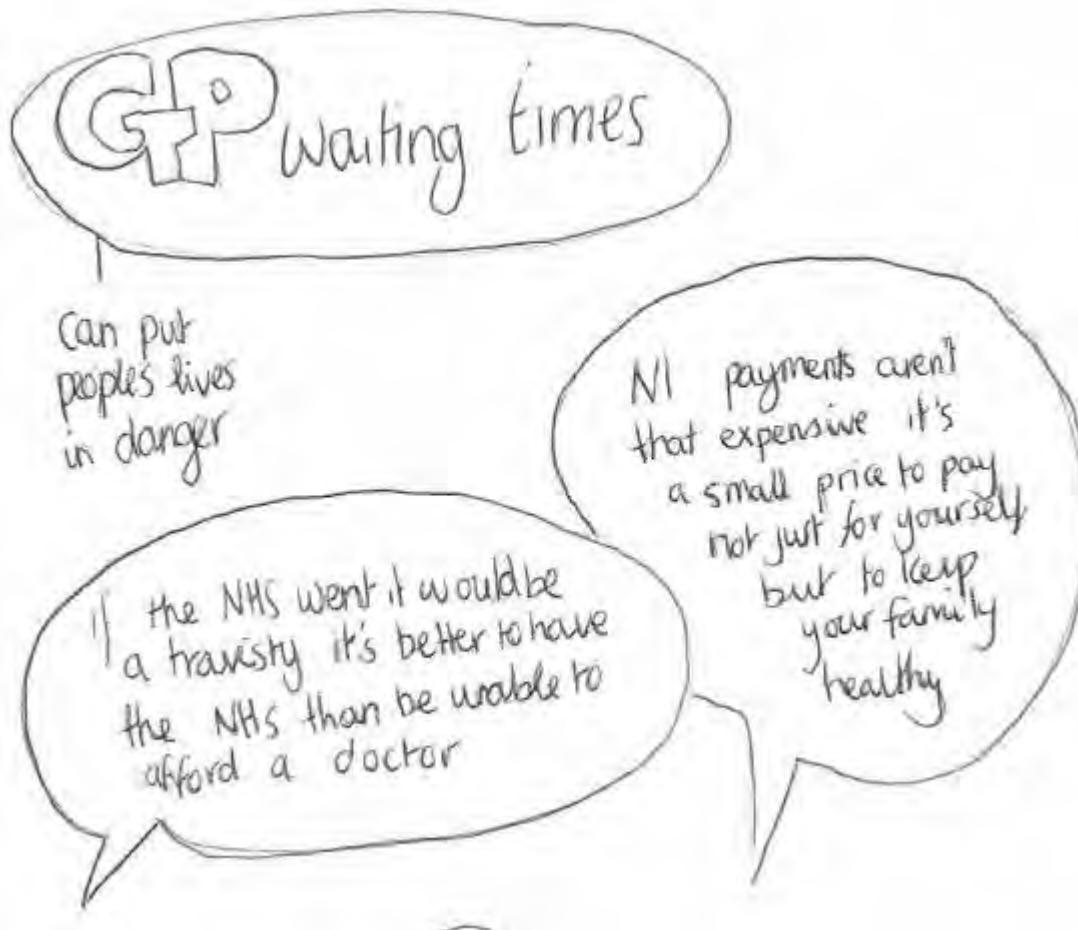 GP waiting times
Can put
people's lives
in danger
NI payments aren't
that expensive it's
a small price to pay
not just for yourself
but to keep
your family
healthy
if the NHS went it would be
a travisty it's better to have
the NHS than be unable to
afford a doctor